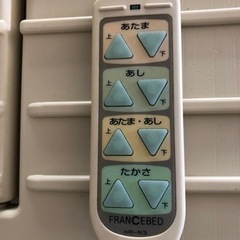 あたま
上 下
あし
上 下
あたま・あし
上 下
たかさ
上 下
FRANCEBED